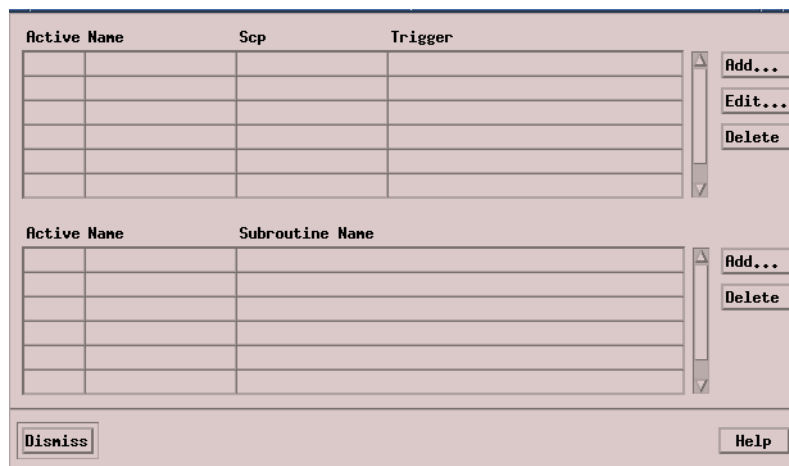 Active Name Scp Trigger
Add...
Edit...
Delete
Active Name Subroutine Name
Add...
Delete
Dismiss Help